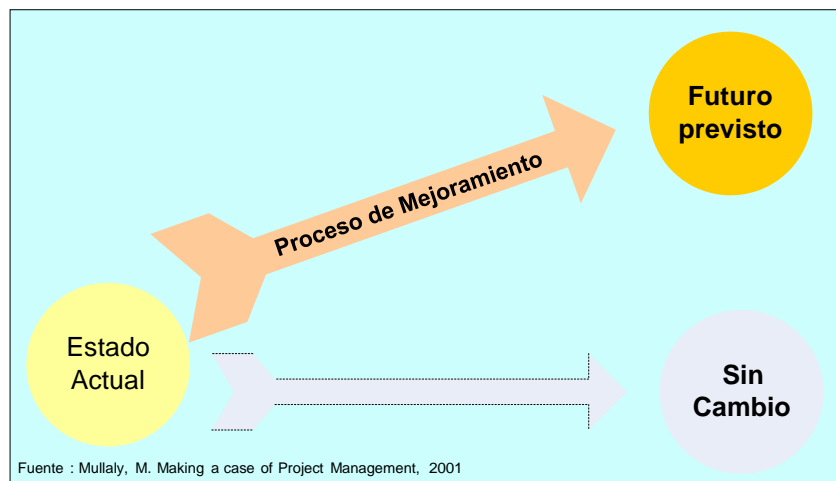 Futuro
previsto
Proceso de Mejoramiento
Estado
Actual
Sin
Cambio
Fuente : Mullaly, M. Making a case of Project Management, 2001